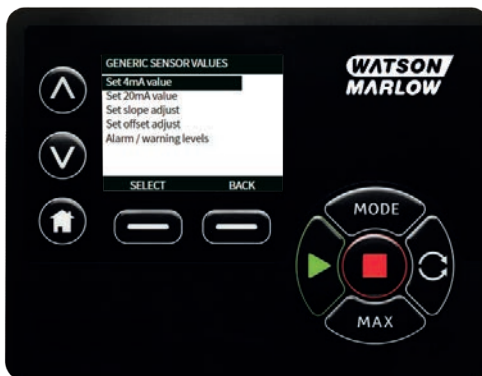 GENERIC SENSOR VALUES
Set 4mA value
Set 20mA value
Set slope adjust
Set offset adjust
Alarm / warning levels
SELECT BACK
WATSON
MARLOW
MODE
MAX